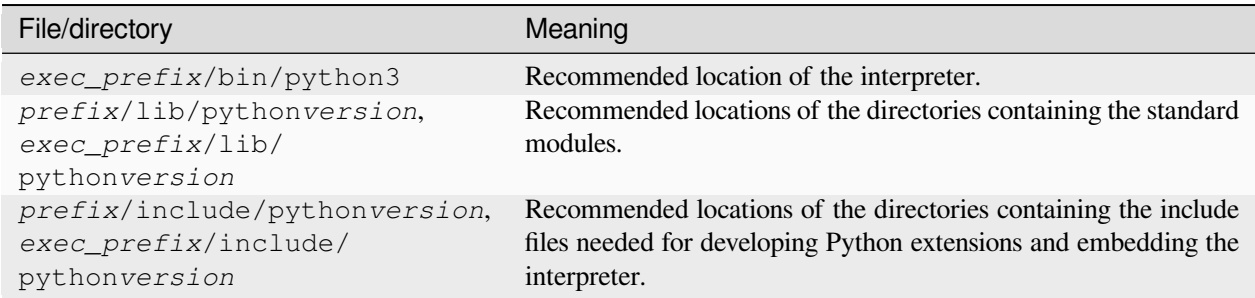 File/directory Meaning
exec_prefix/bin/python3 Recommended location of the interpreter.
prefix/lib/pythonversion, Recommended locations of the directories containing the standard
exec_prefix/lib/ modules.
pythonversion
prefix/include/pythonversion, Recommended locations of the directories containing the include
exec_prefix/include/ files needed for developing Python extensions and embedding the
pythonversion interpreter.